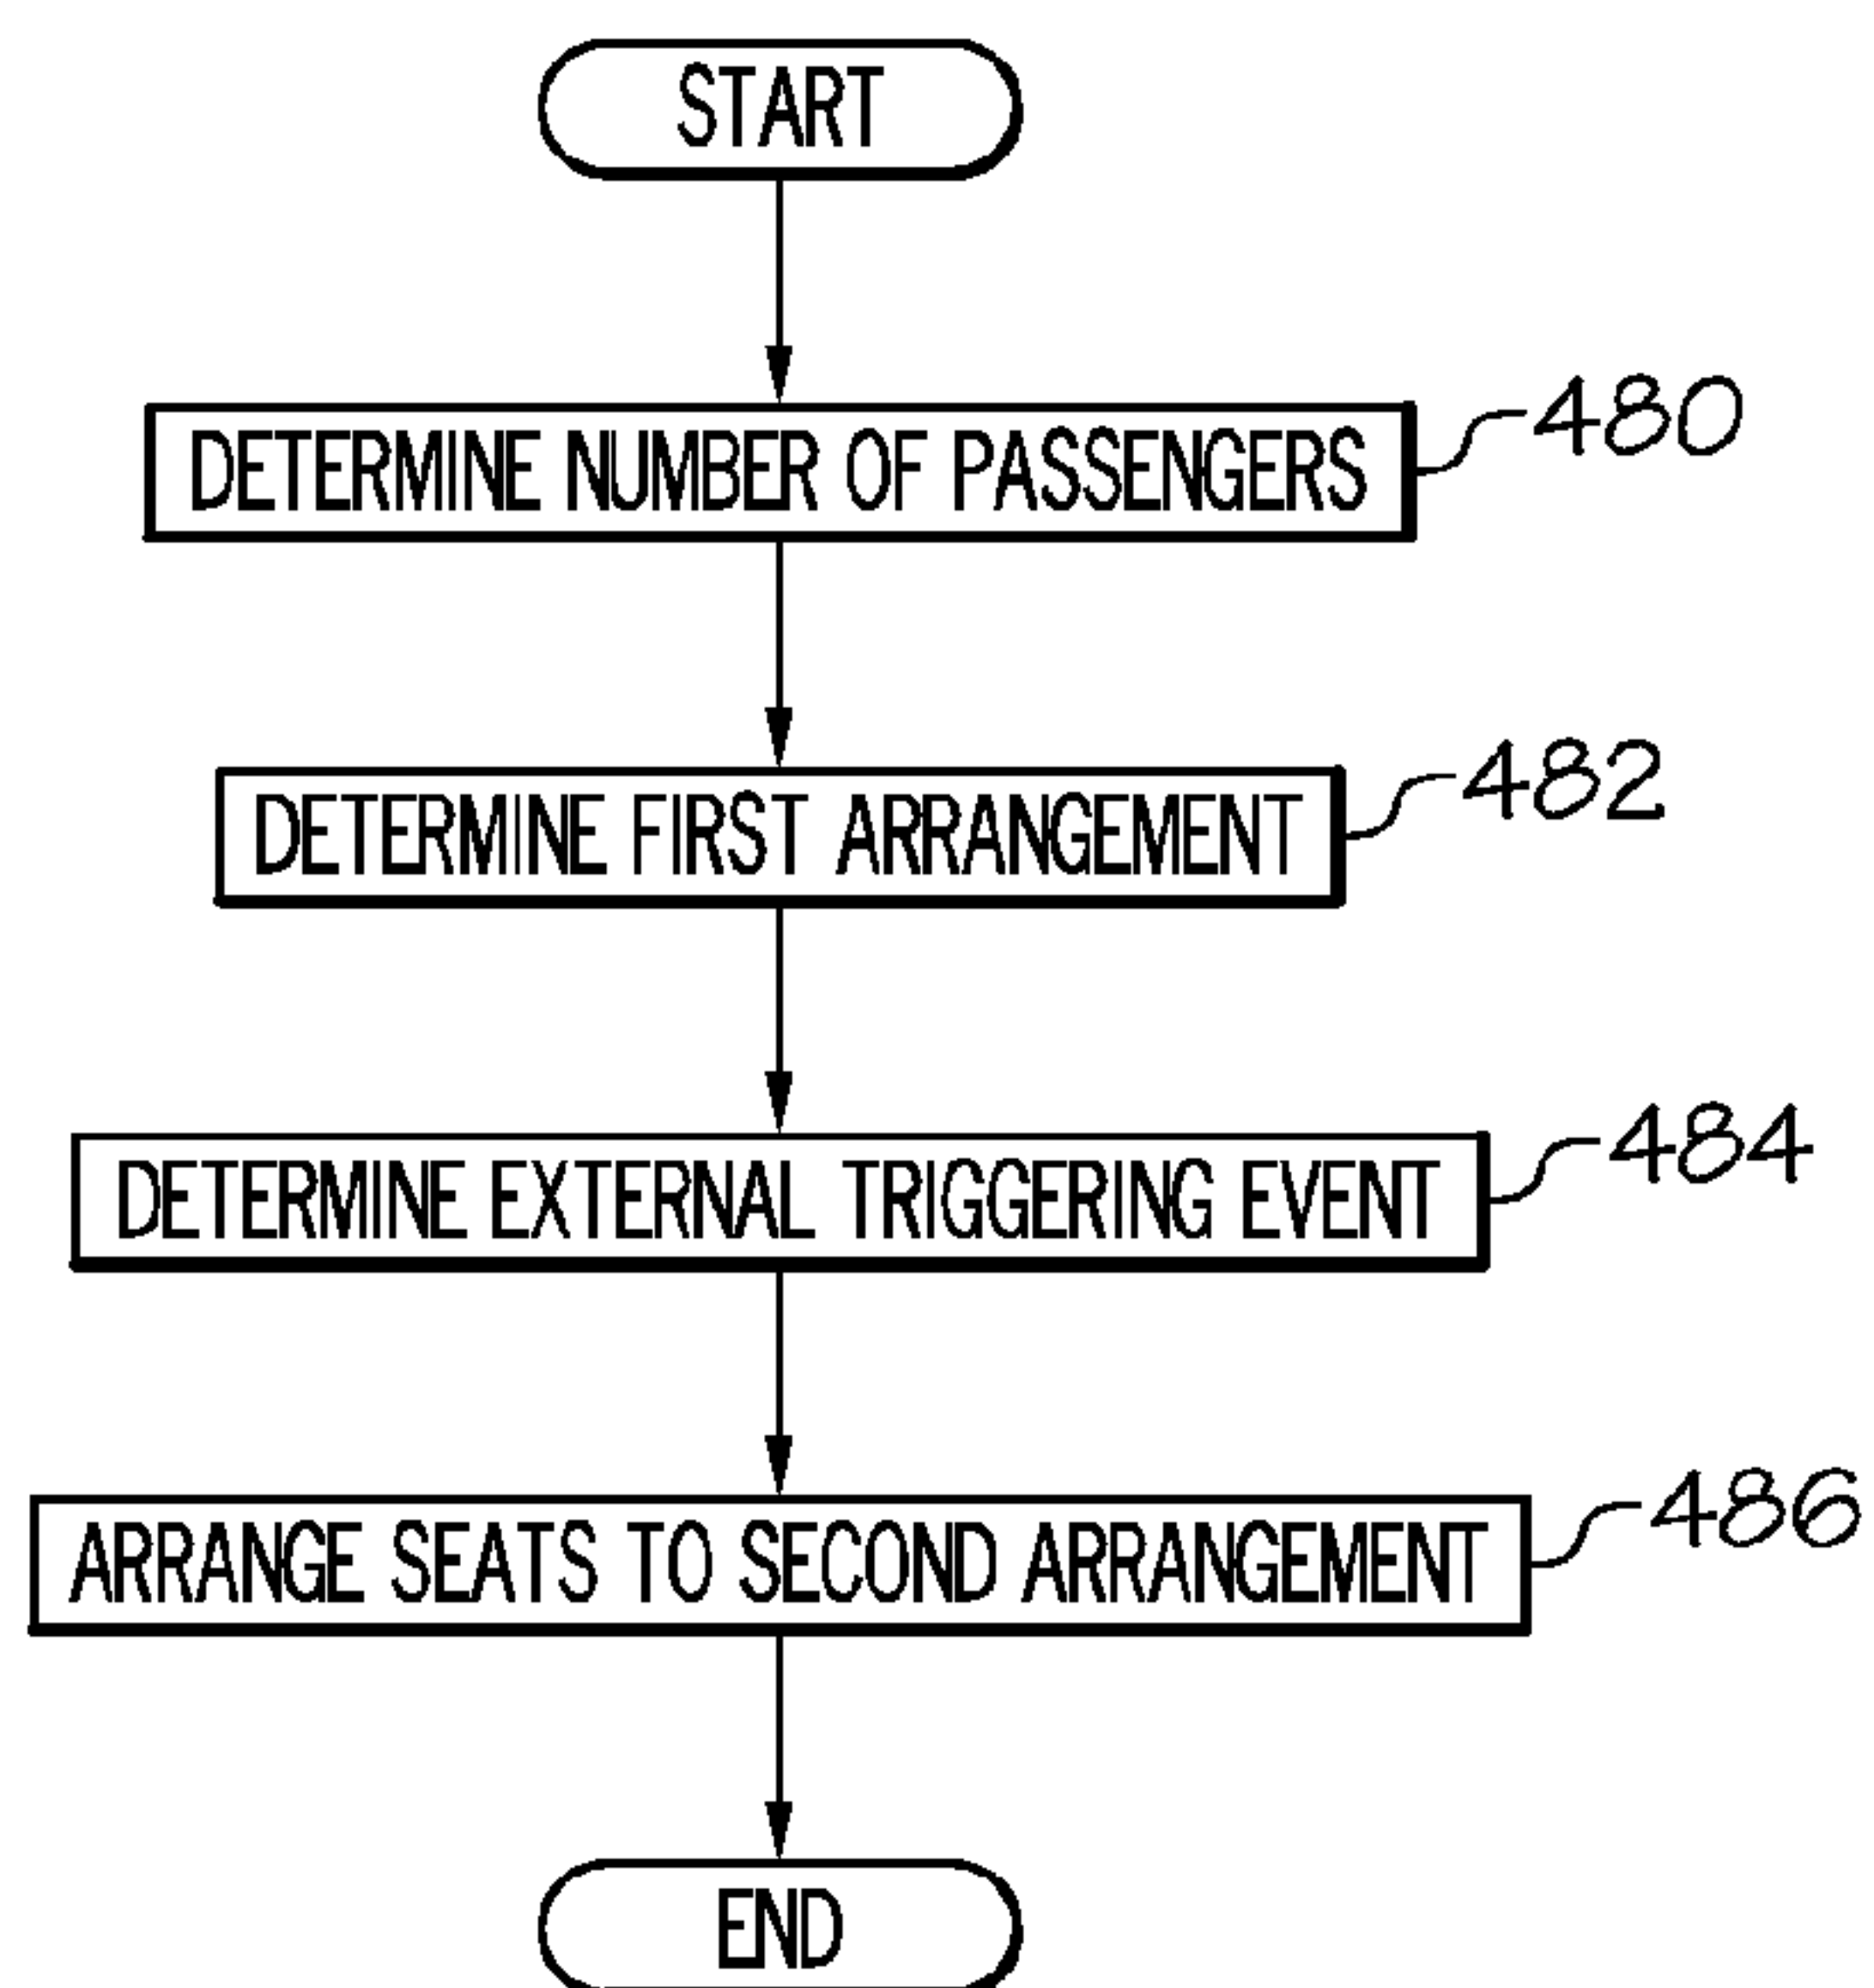 START
DETERMINE NUMBER OF PASSENGERS
480
DETERMINE FIRST ARRANGEMENT
482
DETERMINE EXTERNAL TRIGGERING EVENT
484
ARRANGE SEATS TO SECOND ARRANGEMENT
486
END